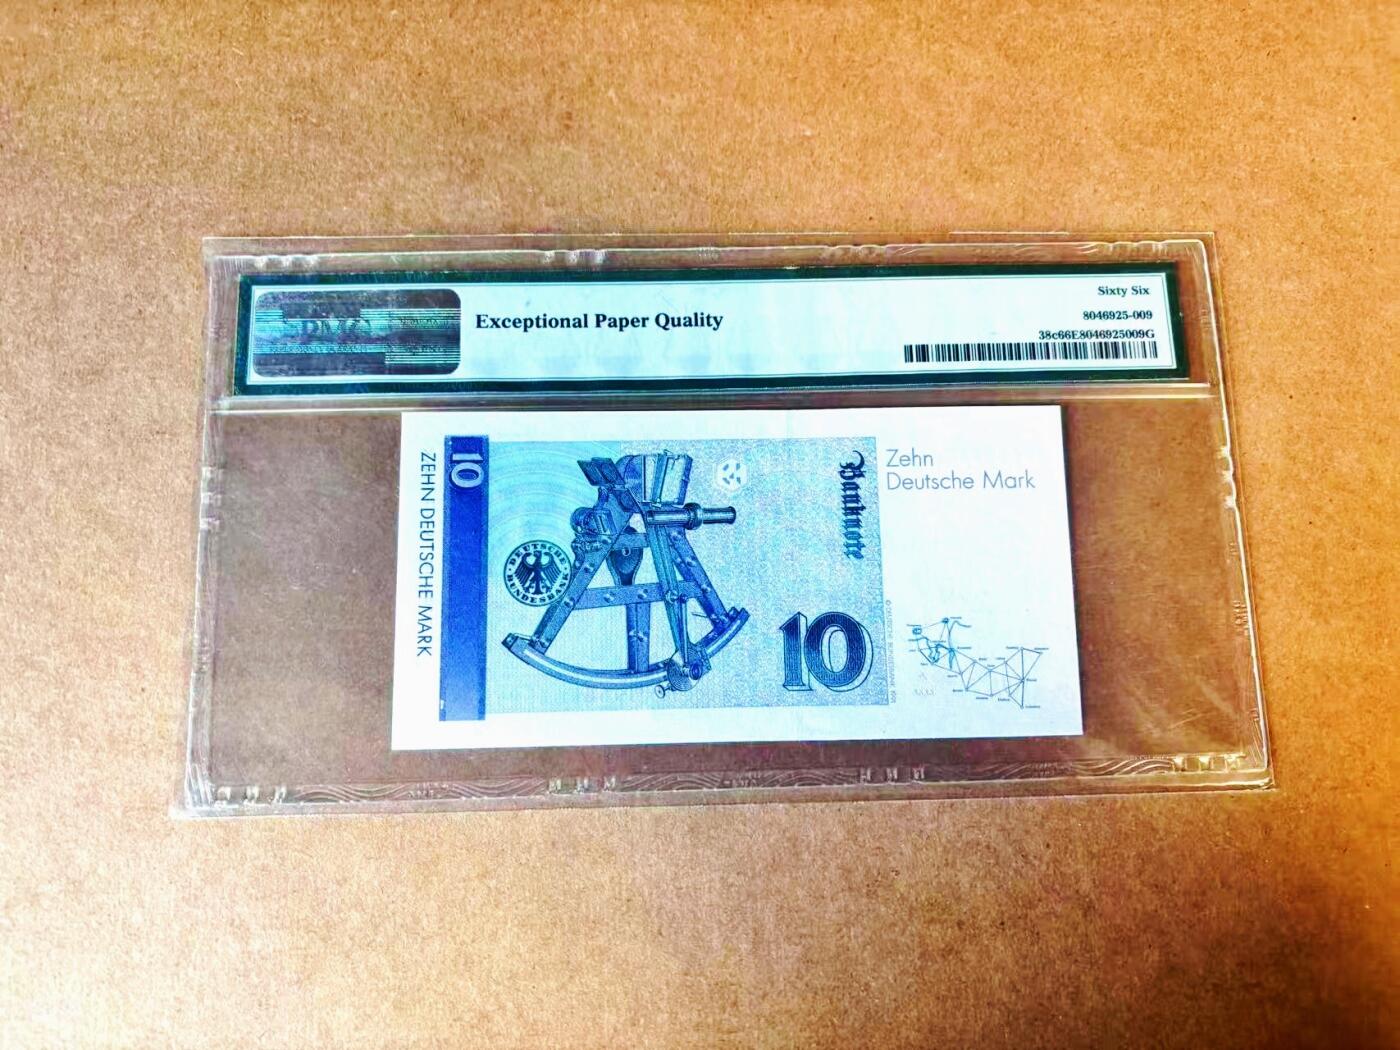 PMG
Exceptional Paper Quality
Sixty Six
8046925-009
38c66E8046925009G
10
ZEHN DEUTSCHE MARK
DEUTSCHE BUNDESBANK
Banknote
10
Zehn
Deutsche Mark